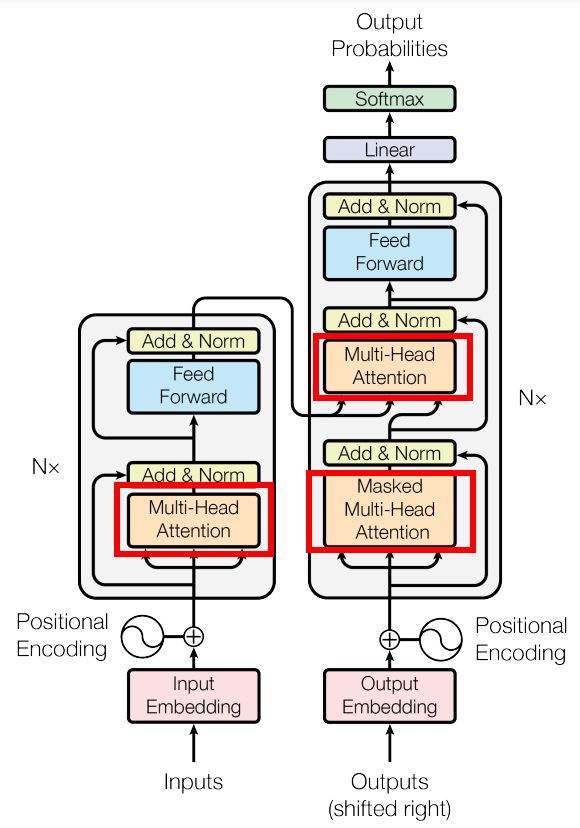 Output
Probabilities
Softmax
Linear
Add & Norm
Feed
Forward
Add & Norm
Multi-Head
Attention
Add & Norm
Masked
Multi-Head
Attention
N×
Add & Norm
Feed
Forward
N×
Add & Norm
Multi-Head
Attention
Positional
Encoding
Positional
Encoding
Input
Embedding
Output
Embedding
Inputs
Outputs
(shifted right)